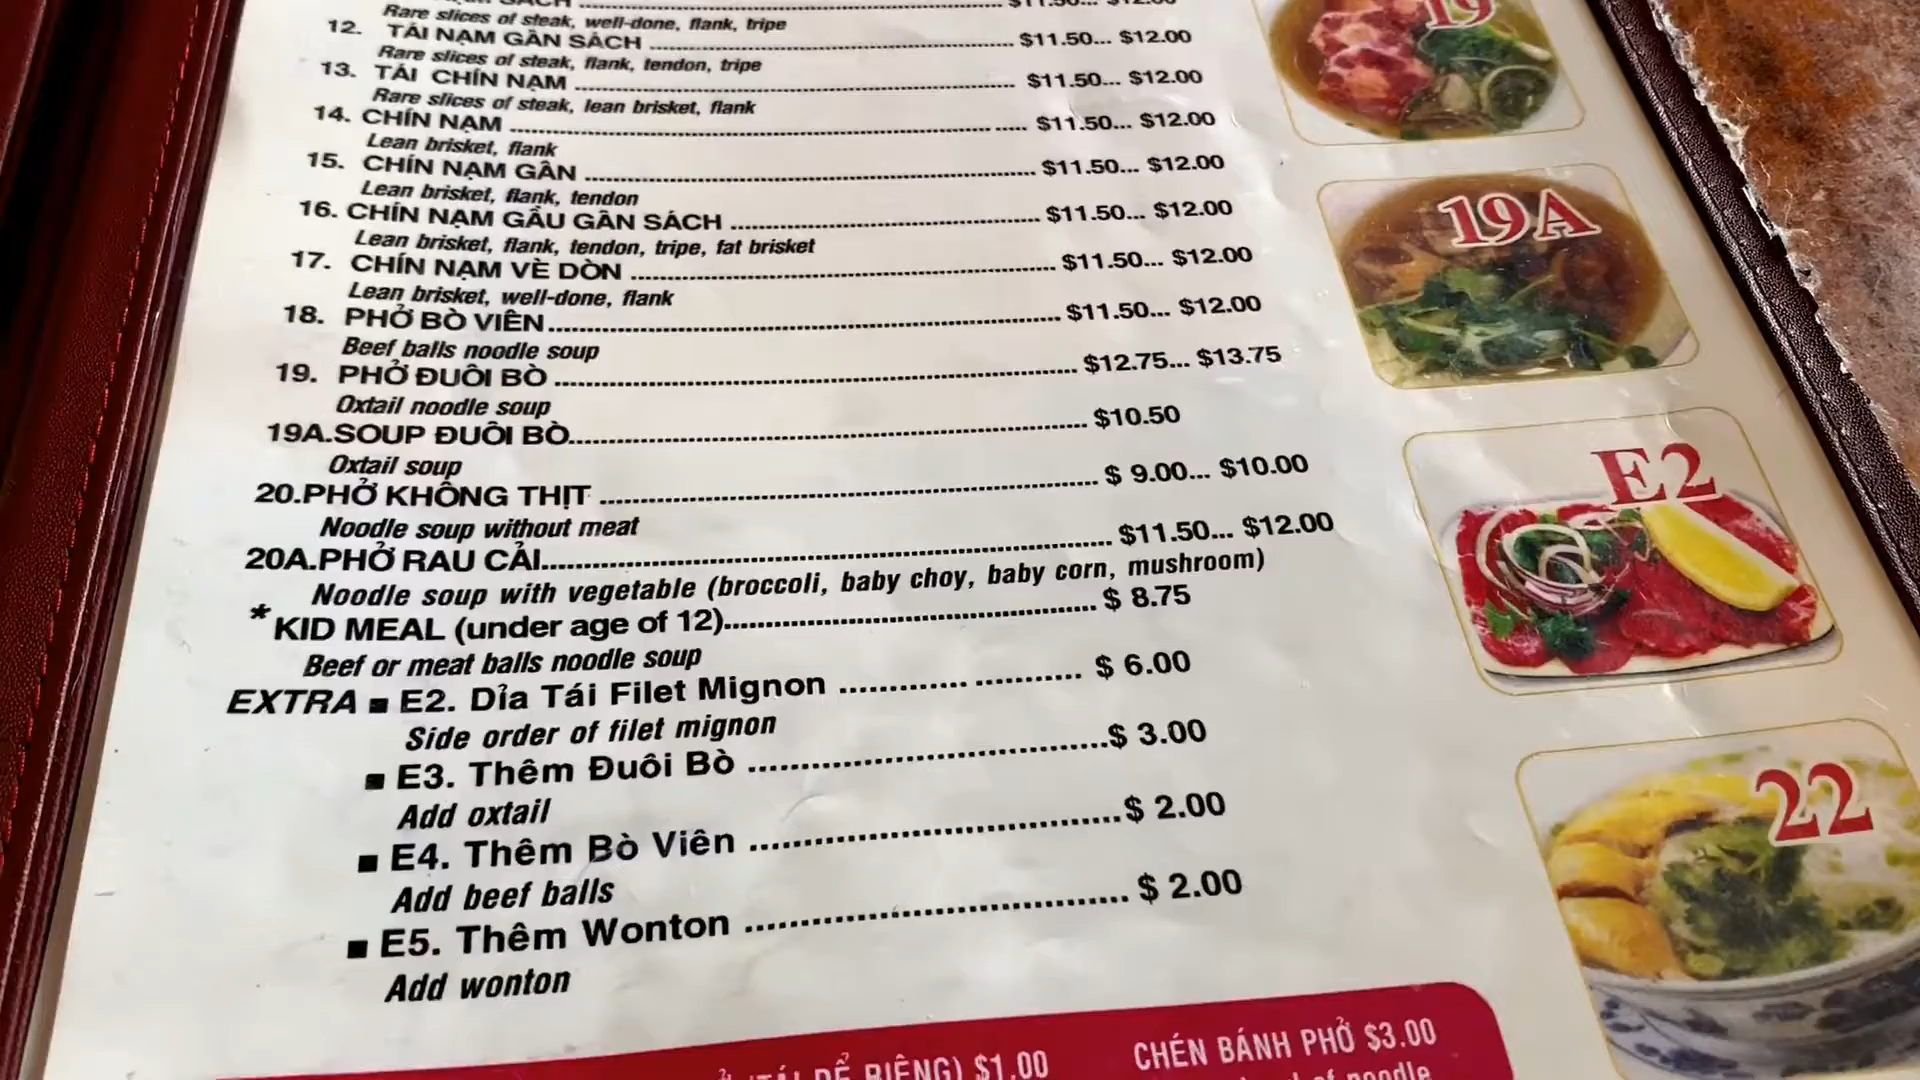 $11.50... $12.00
Rare slices of steak, well-done, flank, tripe
12. TÁI NẠM GÂN SÁCH ........ $11.50... $12.00
Rare slices of steak, flank, tendon, tripe
13. TÁI CHÍN NẠM ........ $11.50... $12.00
Rare slices of steak, lean brisket, flank
14. CHÍN NẠM ........ $11.50... $12.00
Lean brisket, flank
15. CHÍN NẠM GÂN ........ $11.50... $12.00
Lean brisket, flank, tendon
16. CHÍN NẠM GẦU GÂN SÁCH ........ $11.50... $12.00
Lean brisket, flank, tendon, tripe, fat brisket
17. CHÍN NẠM VÈ DÒN ........ $11.50... $12.00
Lean brisket, well-done, flank
18. PHỞ BÒ VIÊN ........ $11.50... $12.00
Beef balls noodle soup
19. PHỞ ĐUÔI BÒ ........ $12.75... $13.75
Oxtail noodle soup
19A.SOUP ĐUÔI BÒ ........ $10.50
Oxtail soup
20.PHỞ KHÔNG THỊT ........ $ 9.00... $10.00
Noodle soup without meat
20A.PHỞ RAU CẢI ........ $11.50... $12.00
Noodle soup with vegetable (broccoli, baby choy, baby corn, mushroom)
* KID MEAL (under age of 12) ........ $ 8.75
Beef or meat balls noodle soup
EXTRA ■ E2. Dỉa Tái Filet Mignon ........ $ 6.00
Side order of filet mignon
■ E3. Thêm Đuôi Bò ........ $ 3.00
Add oxtail
■ E4. Thêm Bò Viên ........ $ 2.00
Add beef balls
■ E5. Thêm Wonton ........ $ 2.00
Add wonton
RIÊNG) $1.00
CHÉN BÁNH PHỞ $3.00
of noodle
19
19A
E2
22